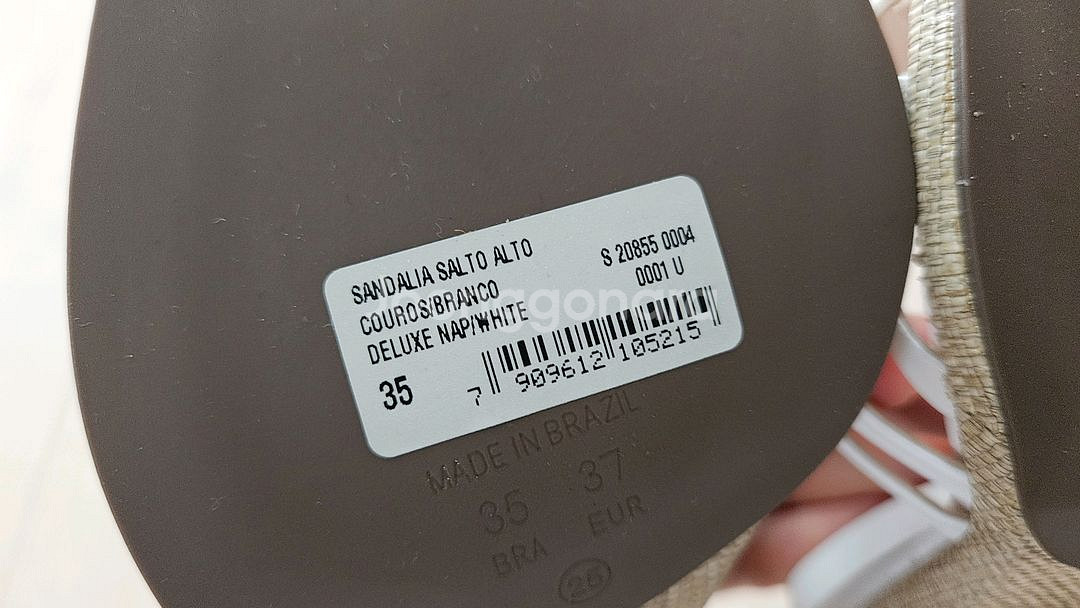 SANDALIA SALTO ALTO
COUROS/BRANCO
DELUXE NAP/WHITE
35
S 20855 0004
0001 U
7 909612 105215
MADE IN BRAZIL
35 37
BRA EUR
25